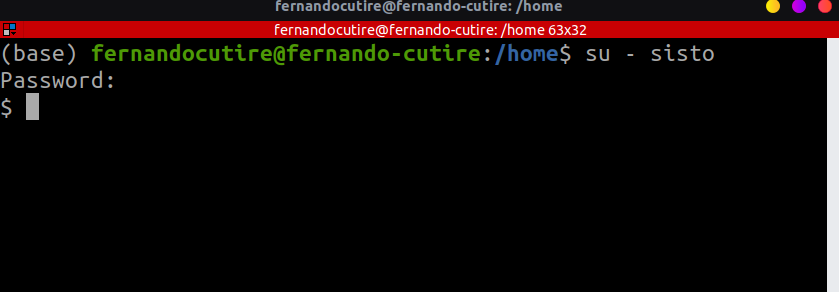 fernandocutire@fernando-cutire: /home
fernandocutire@fernando-cutire: /home 63x32
(base) fernandocutire@fernando-cutire:/home$ su - sisto
Password:
$